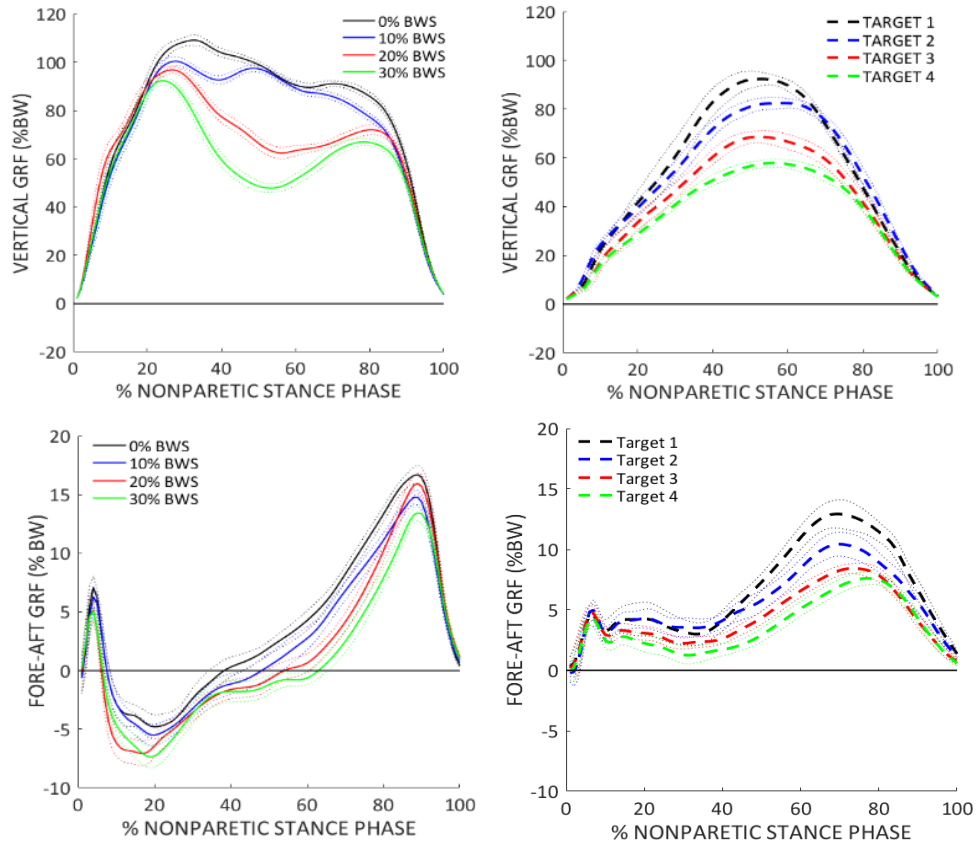 0% BWS
10% BWS
20% BWS
30% BWS
VERTICAL GRF (%BW)
120
100
80
60
40
20
0
-20
0 20 40 60 80 100
% NONPARETIC STANCE PHASE
TARGET 1
TARGET 2
TARGET 3
TARGET 4
VERTICAL GRF (%BW)
120
100
80
60
40
20
0
-20
0 20 40 60 80 100
% NONPARETIC STANCE PHASE
0% BWS
10% BWS
20% BWS
30% BWS
FORE-AFT GRF (% BW)
20
15
10
5
0
-5
-10
0 20 40 60 80 100
% NONPARETIC STANCE PHASE
Target 1
Target 2
Target 3
Target 4
FORE-AFT GRF (%BW)
20
15
10
5
0
-5
-10
0 20 40 60 80 100
% NONPARETIC STANCE PHASE